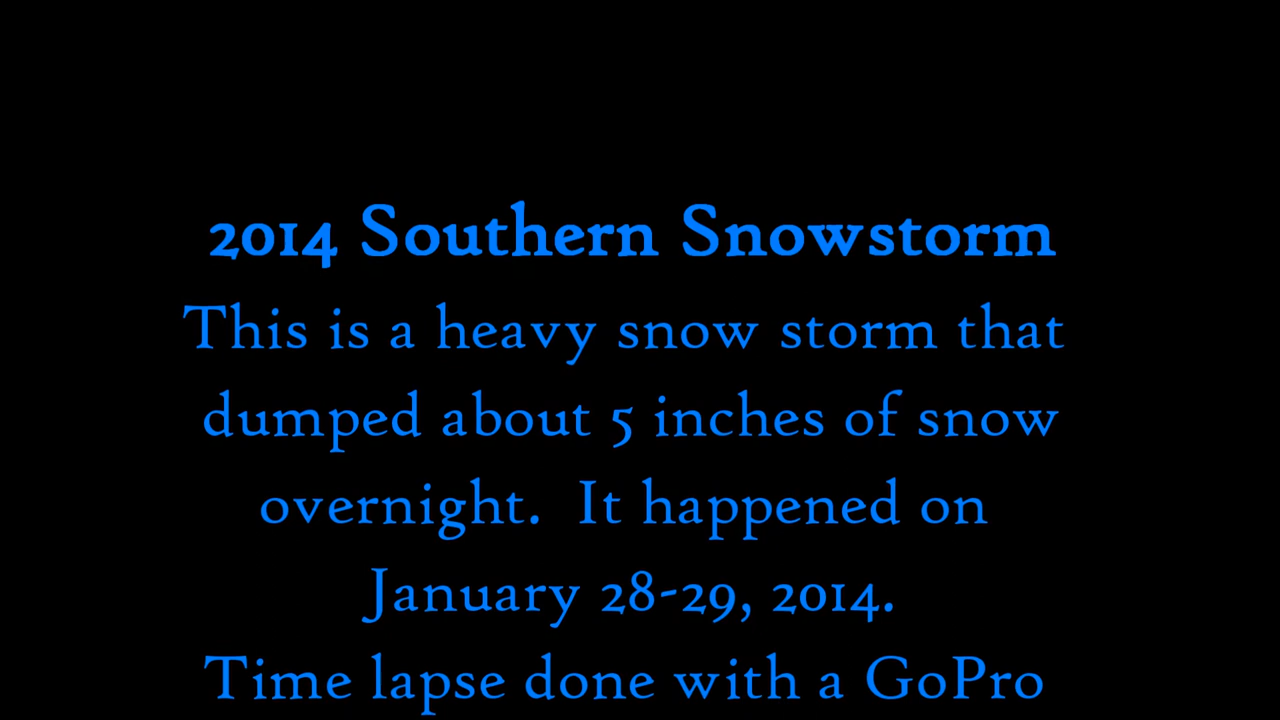 2014 Southern Snowstorm
This is a heavy snow storm that
dumped about 5 inches of snow
overnight.  It happened on
January 28-29, 2014.
Time lapse done with a GoPro